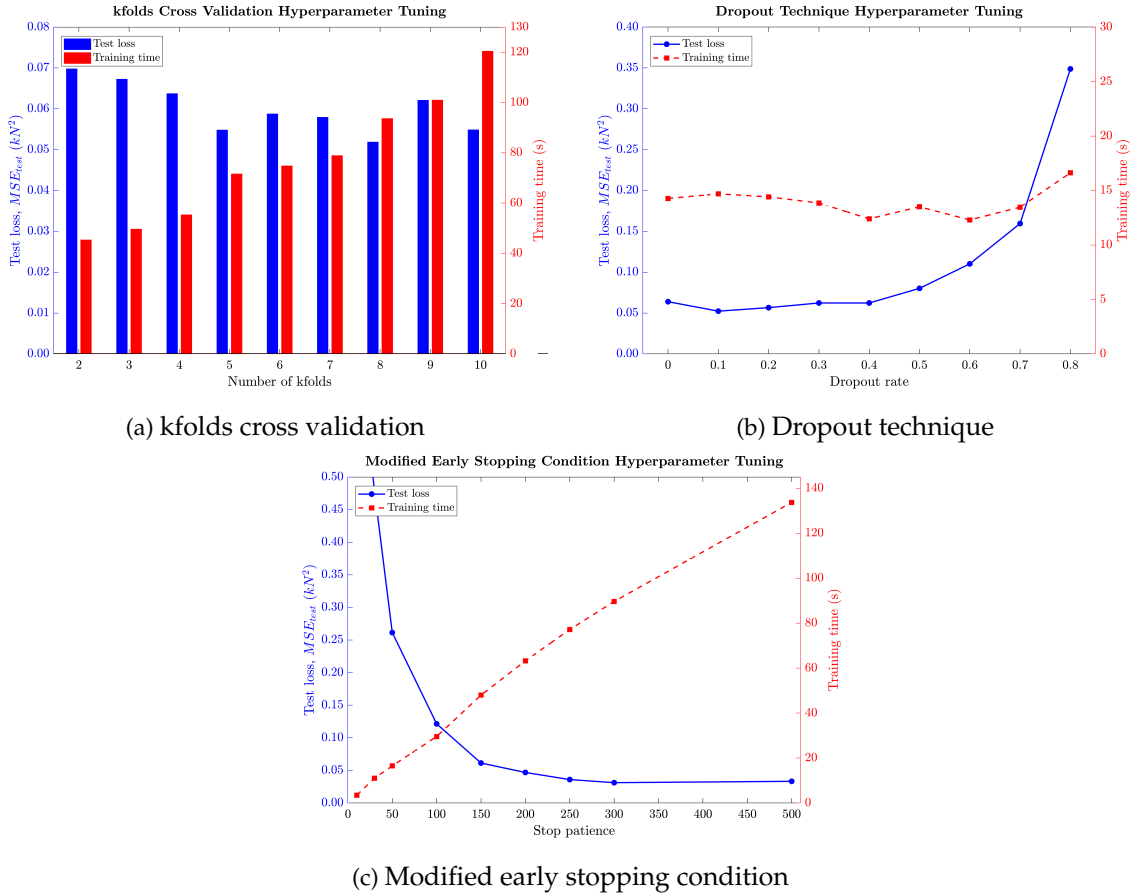 kfolds Cross Validation Hyperparameter Tuning
Test loss
Training time
Test loss, MSE_test (kN²)
0.08
0.07
0.06
0.05
0.04
0.03
0.02
0.01
0.00
130
120
100
80
60
40
20
0
Training time (s)
2 3 4 5 6 7 8 9 10
Number of kfolds
(a) kfolds cross validation
Dropout Technique Hyperparameter Tuning
Test loss
Training time
Test loss, MSE_test (kN²)
0.40
0.35
0.30
0.25
0.20
0.15
0.10
0.05
0.00
30
25
20
15
10
5
0
Training time (s)
0 0.1 0.2 0.3 0.4 0.5 0.6 0.7 0.8
Dropout rate
(b) Dropout technique
Modified Early Stopping Condition Hyperparameter Tuning
Test loss
Training time
Test loss, MSE_test (kN²)
0.50
0.45
0.40
0.35
0.30
0.25
0.20
0.15
0.10
0.05
0.00
140
120
100
80
60
40
20
0
Training time (s)
0 50 100 150 200 250 300 350 400 450 500
Stop patience
(c) Modified early stopping condition